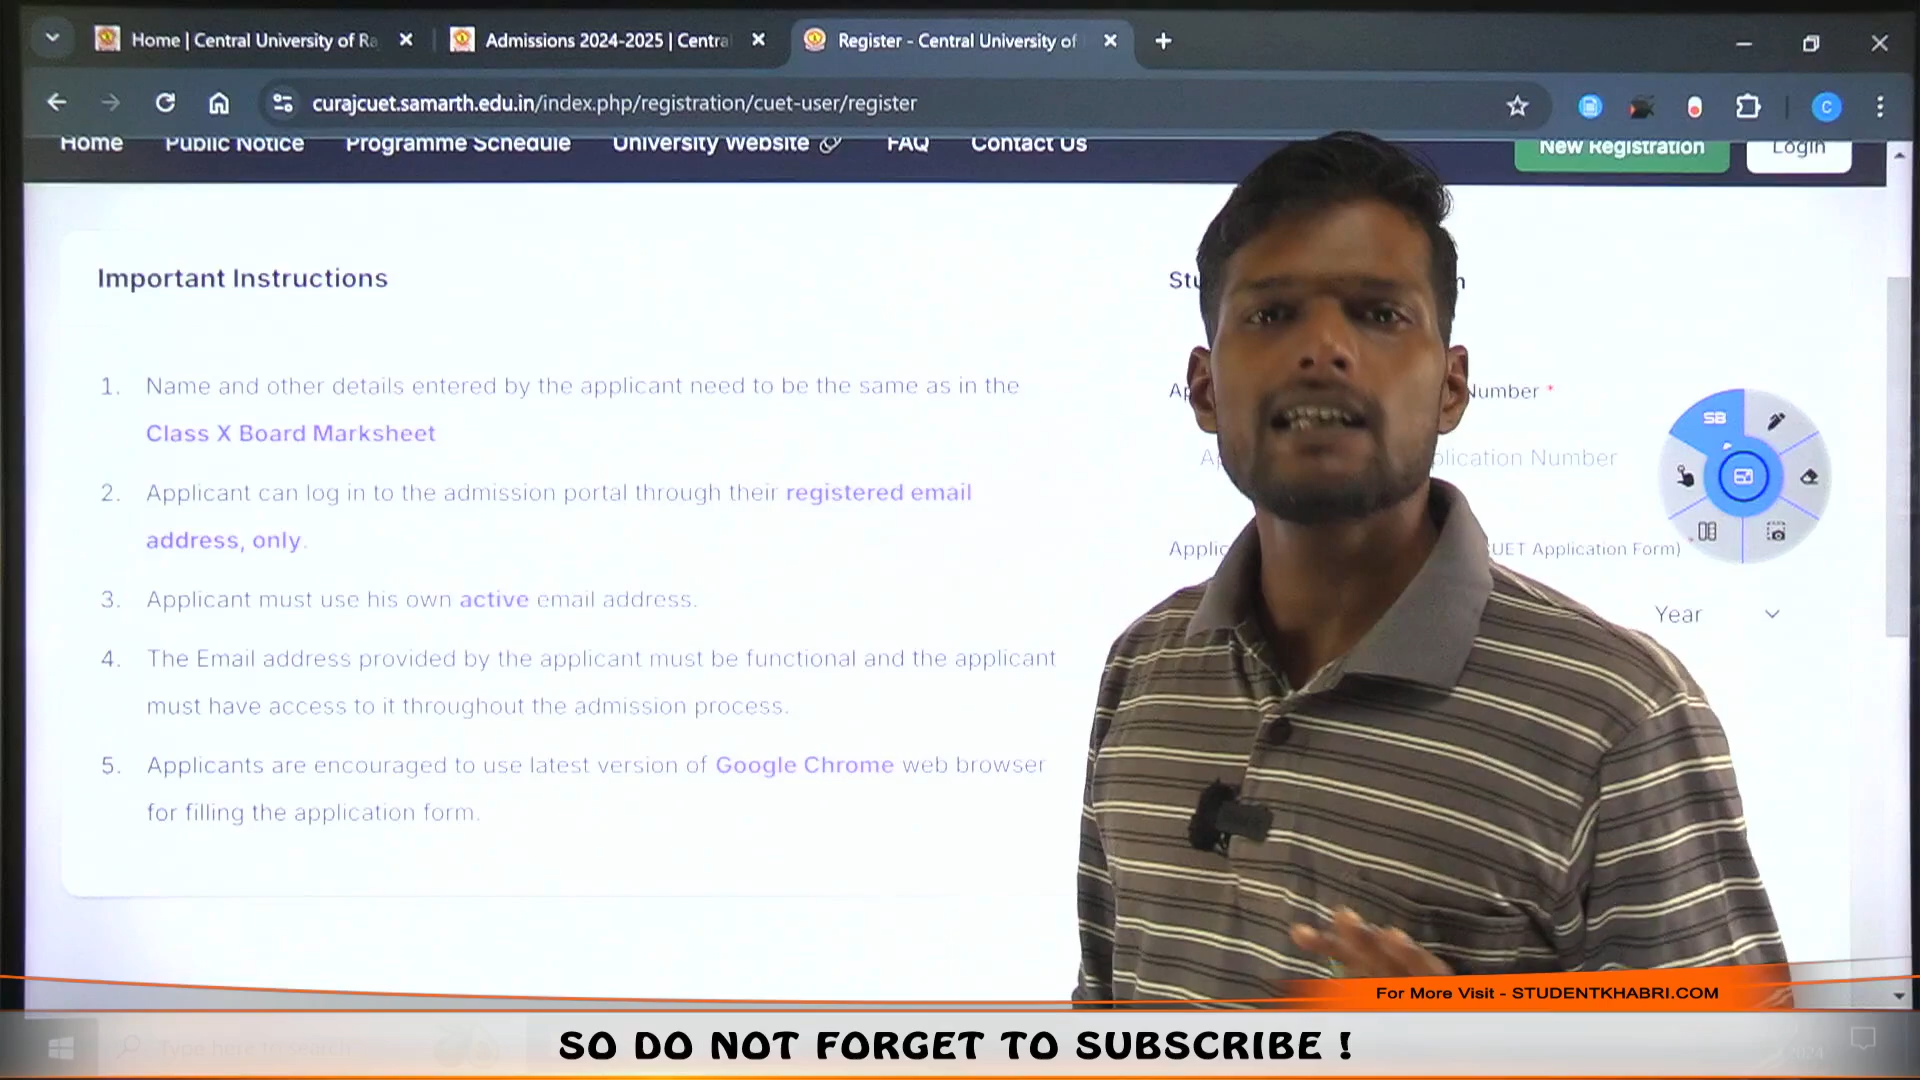 Home | Central University of Ra
Admissions 2024-2025 | Central
Register - Central University of
curajcuet.samarth.edu.in/index.php/registration/cuet-user/register
Home Public Notice Programme Schedule University Website FAQ Contact Us New Registration Login
Important Instructions
1. Name and other details entered by the applicant need to be the same as in the
Class X Board Marksheet
2. Applicant can log in to the admission portal through their registered email
address, only.
3. Applicant must use his own active email address.
4. The Email address provided by the applicant must be functional and the applicant
must have access to it throughout the admission process.
5. Applicants are encouraged to use latest version of Google Chrome web browser
for filling the application form.
Number *
plication Number
UET Application Form)
Year
SB
C
For More Visit - STUDENTKHABRI.COM
Type here to search
SO DO NOT FORGET TO SUBSCRIBE !